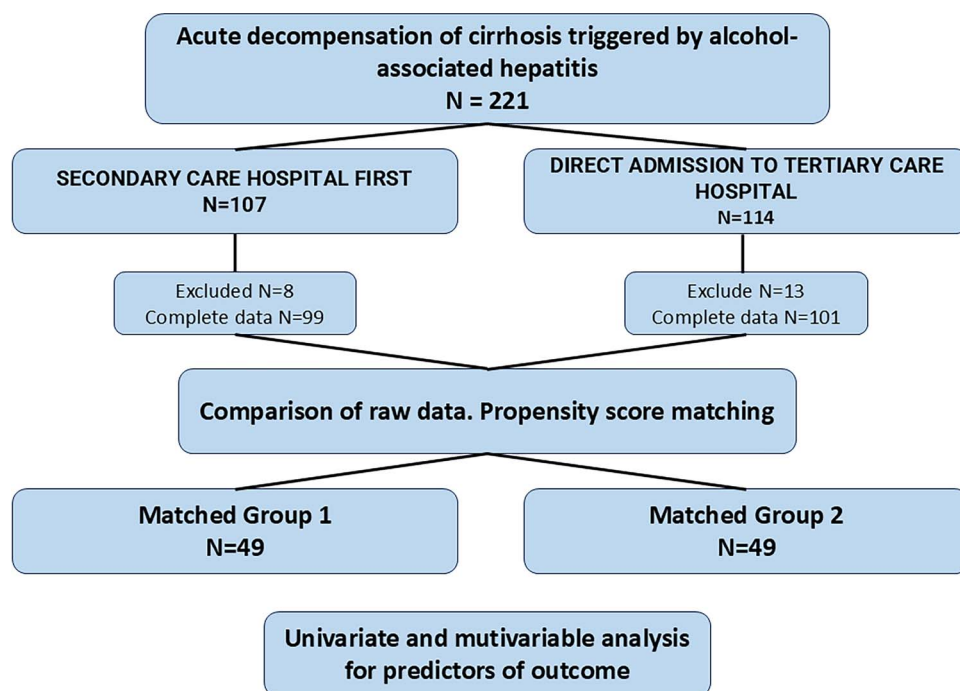 Acute decompensation of cirrhosis triggered by alcohol-
associated hepatitis
N = 221
SECONDARY CARE HOSPITAL FIRST
N=107
DIRECT ADMISSION TO TERTIARY CARE
HOSPITAL
N=114
Excluded N=8
Complete data N=99
Exclude N=13
Complete data N=101
Comparison of raw data. Propensity score matching
Matched Group 1
N=49
Matched Group 2
N=49
Univariate and mutivariable analysis
for predictors of outcome